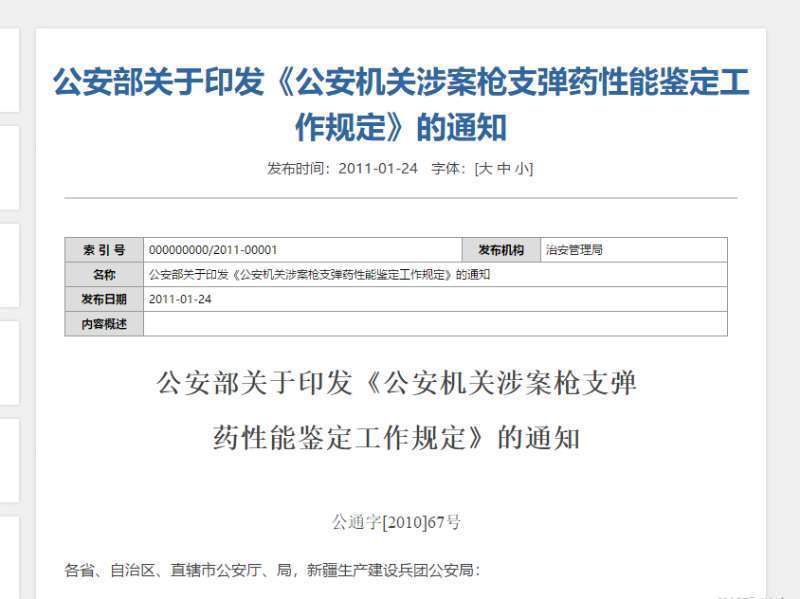 公安部关于印发《公安机关涉案枪支弹药性能鉴定工
作规定》的通知
发布时间：2011-01-24 字体：[大 中 小]
索 引 号 000000000/2011-00001 发布机构 治安管理局
名称 公安部关于印发《公安机关涉案枪支弹药性能鉴定工作规定》的通知
发布日期 2011-01-24
内容概述
公安部关于印发《公安机关涉案枪支弹
药性能鉴定工作规定》的通知
公通字[2010]67号
各省、自治区、直辖市公安厅、局，新疆生产建设兵团公安局：